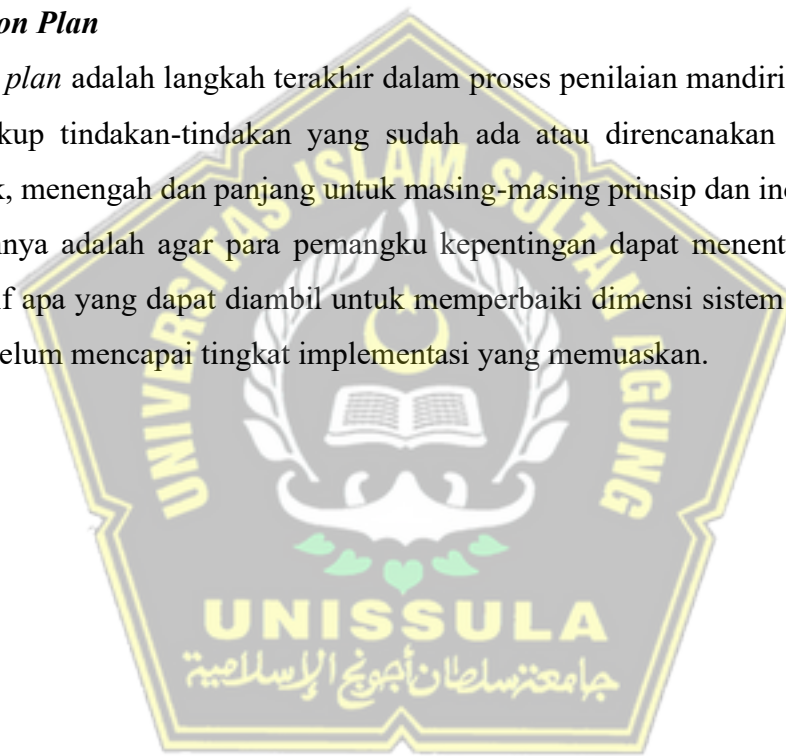 on Plan
plan adalah langkah terakhir dalam proses penilaian mandiri
kup tindakan-tindakan yang sudah ada atau direncanakan
k, menengah dan panjang untuk masing-masing prinsip dan in
nnya adalah agar para pemangku kepentingan dapat menent
if apa yang dapat diambil untuk memperbaiki dimensi sistem
elum mencapai tingkat implementasi yang memuaskan.
UNIVERSITAS ISLAM SULTAN AGUNG
UNISSULA
جامعة سلطان أجونج الإسلامية